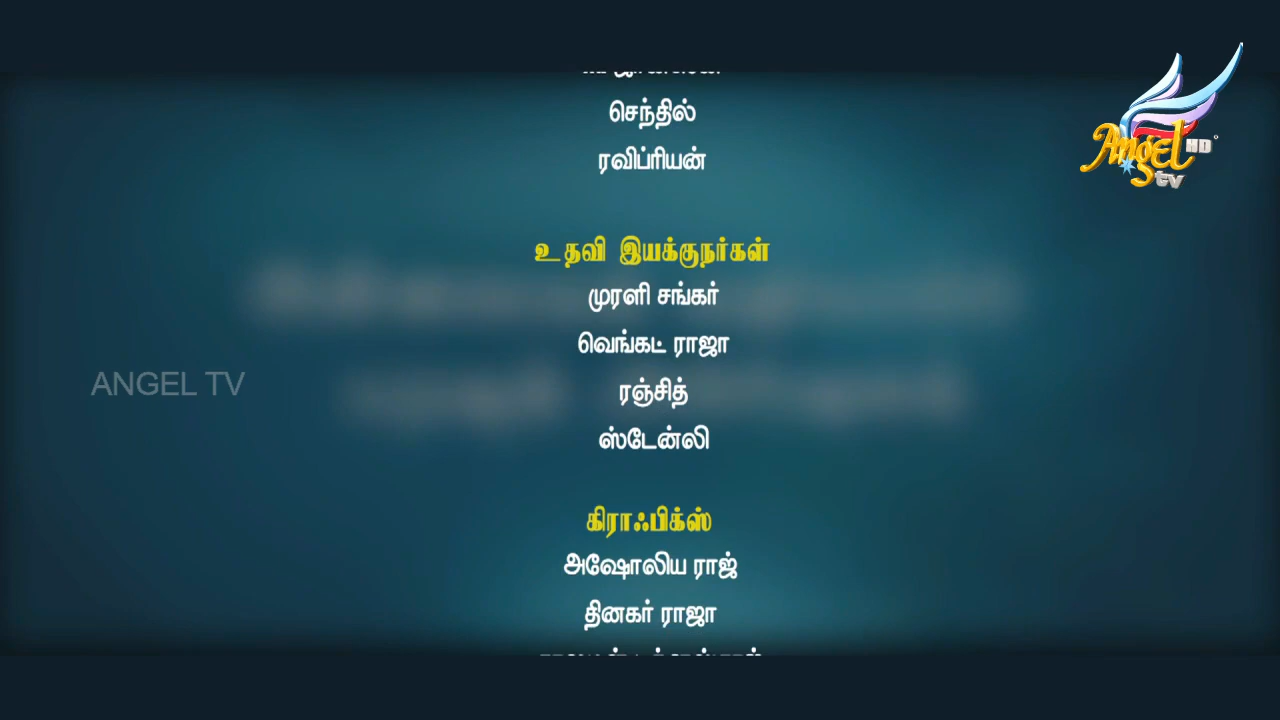 செந்தில்
ரவிப்ரியன்
உதவி இயக்குநர்கள்
முரளி சங்கர்
வெங்கட் ராஜா
ரஞ்சித்
ஸ்டேன்லி
கிராஃபிக்ஸ்
அஷோலிய ராஜ்
தினகர் ராஜா
ANGEL TV
Angel HD
tv